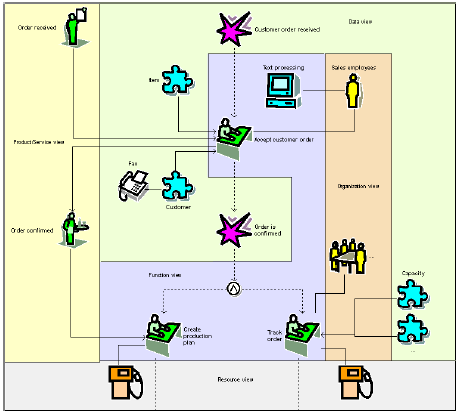 Order received
Customer order received
Data view
Text processing
Sales employees
Item
Product/Service view
Accept customer order
Fax
Organization view
Customer
Order confirmed
Order is
confirmed
...
Function view
Capacity
Create
production
plan
Track
order
...
Resource view